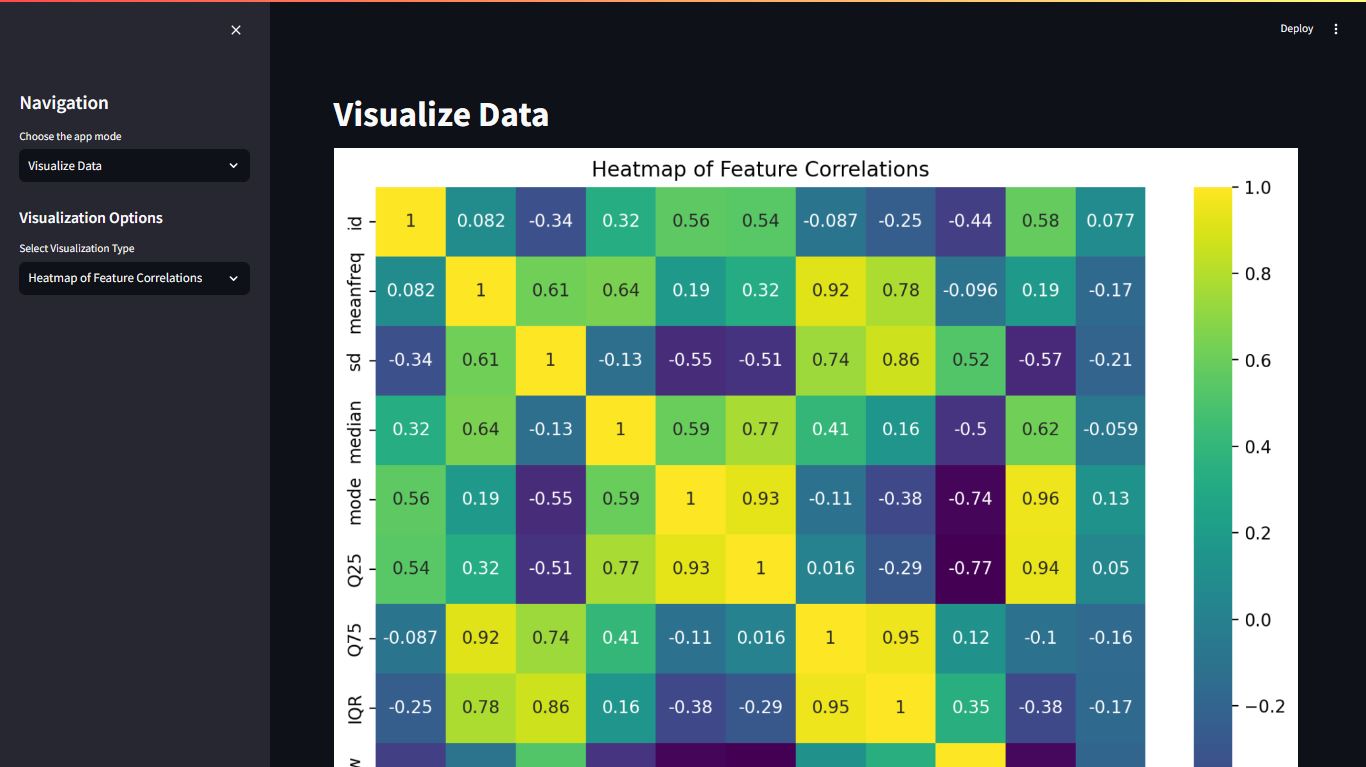 Deploy
Navigation
Choose the app mode
Visualize Data
Visualization Options
Select Visualization Type
Heatmap of Feature Correlations
Visualize Data
Heatmap of Feature Correlations
id 1 0.082 -0.34 0.32 0.56 0.54 -0.087 -0.25 -0.44 0.58 0.077
meanfreq 0.082 1 0.61 0.64 0.19 0.32 0.92 0.78 -0.096 0.19 -0.17
sd -0.34 0.61 1 -0.13 -0.55 -0.51 0.74 0.86 0.52 -0.57 -0.21
median 0.32 0.64 -0.13 1 0.59 0.77 0.41 0.16 -0.5 0.62 -0.059
mode 0.56 0.19 -0.55 0.59 1 0.93 -0.11 -0.38 -0.74 0.96 0.13
Q25 0.54 0.32 -0.51 0.77 0.93 1 0.016 -0.29 -0.77 0.94 0.05
Q75 -0.087 0.92 0.74 0.41 -0.11 0.016 1 0.95 0.12 -0.1 -0.16
IQR -0.25 0.78 0.86 0.16 -0.38 -0.29 0.95 1 0.35 -0.38 -0.17
1.0
0.8
0.6
0.4
0.2
0.0
−0.2